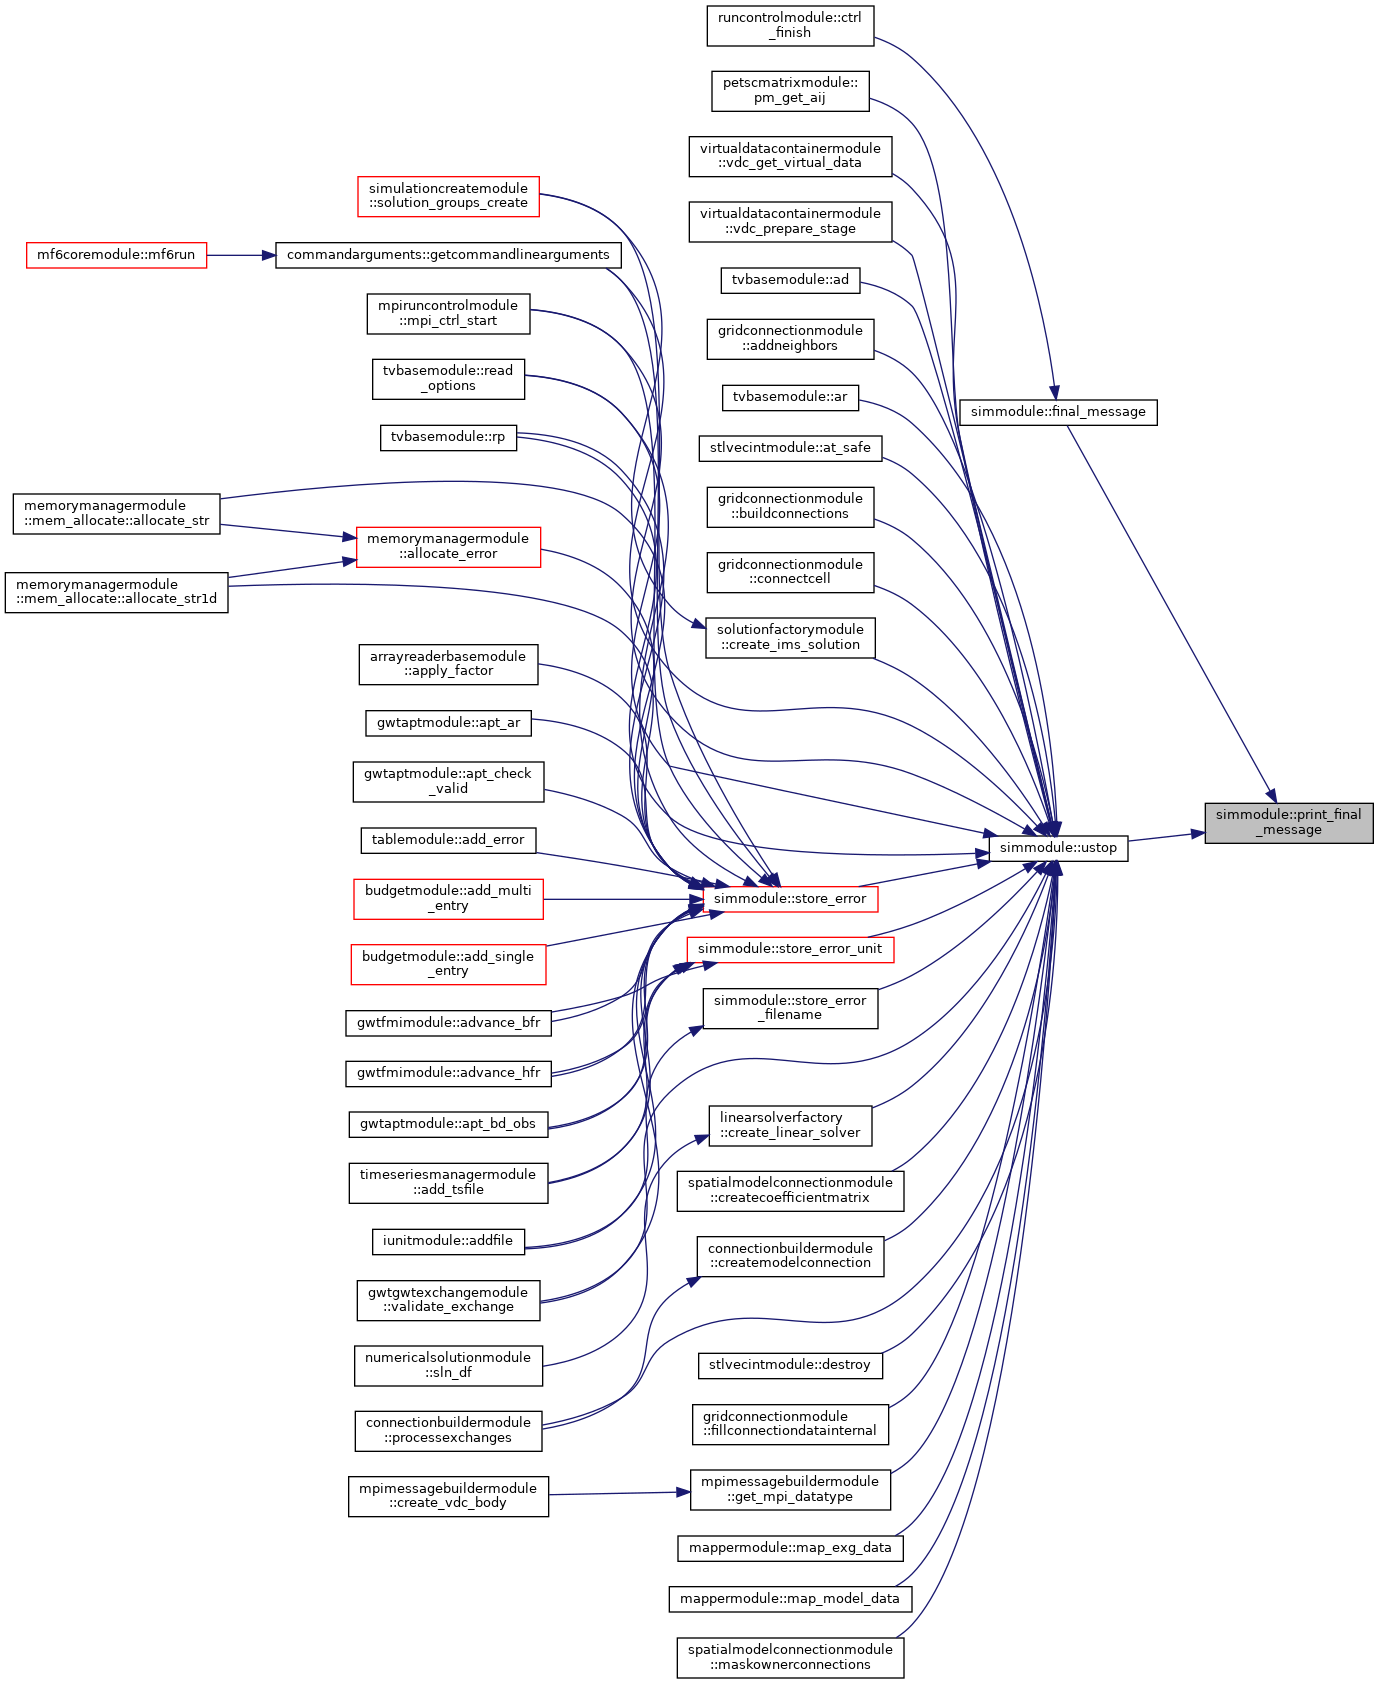 runcontrolmodule::ctrl
_finish
petscmatrixmodule::
pm_get_aij
virtualdatacontainermodule
::vdc_get_virtual_data
simulationcreatemodule
::solution_groups_create
virtualdatacontainermodule
::vdc_prepare_stage
mf6coremodule::mf6run
commandarguments::getcommandlinearguments
tvbasemodule::ad
mpiruncontrolmodule
::mpi_ctrl_start
gridconnectionmodule
::addneighbors
tvbasemodule::read
_options
tvbasemodule::ar
simmodule::final_message
tvbasemodule::rp
stlvecintmodule::at_safe
memorymanagermodule
::mem_allocate::allocate_str
gridconnectionmodule
::buildconnections
memorymanagermodule
::allocate_error
gridconnectionmodule
::connectcell
memorymanagermodule
::mem_allocate::allocate_str1d
solutionfactorymodule
::create_ims_solution
arrayreaderbasemodule
::apply_factor
gwtaptmodule::apt_ar
gwtaptmodule::apt_check
_valid
simmodule::print_final
_message
tablemodule::add_error
simmodule::ustop
budgetmodule::add_multi
_entry
simmodule::store_error
budgetmodule::add_single
_entry
simmodule::store_error_unit
gwtfmimodule::advance_bfr
simmodule::store_error
_filename
gwtfmimodule::advance_hfr
gwtaptmodule::apt_bd_obs
linearsolverfactory
::create_linear_solver
timeseriesmanagermodule
::add_tsfile
spatialmodelconnectionmodule
::createcoefficientmatrix
iunitmodule::addfile
connectionbuildermodule
::createmodelconnection
gwtgwtexchangemodule
::validate_exchange
numericalsolutionmodule
::sln_df
stlvecintmodule::destroy
connectionbuildermodule
::processexchanges
gridconnectionmodule
::fillconnectiondatainternal
mpimessagebuildermodule
::create_vdc_body
mpimessagebuildermodule
::get_mpi_datatype
mappermodule::map_exg_data
mappermodule::map_model_data
spatialmodelconnectionmodule
::maskownerconnections